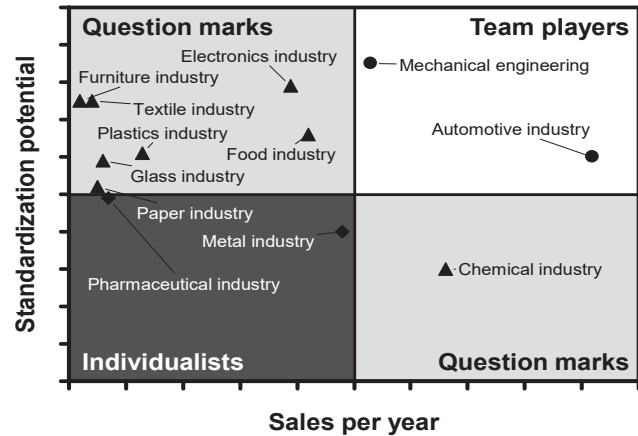 Question marks
Team players
Electronics industry
Mechanical engineering
Furniture industry
Textile industry
Plastics industry
Automotive industry
Food industry
Glass industry
Paper industry
Metal industry
Pharmaceutical industry
Chemical industry
Individualists
Question marks
Standardization potential
Sales per year